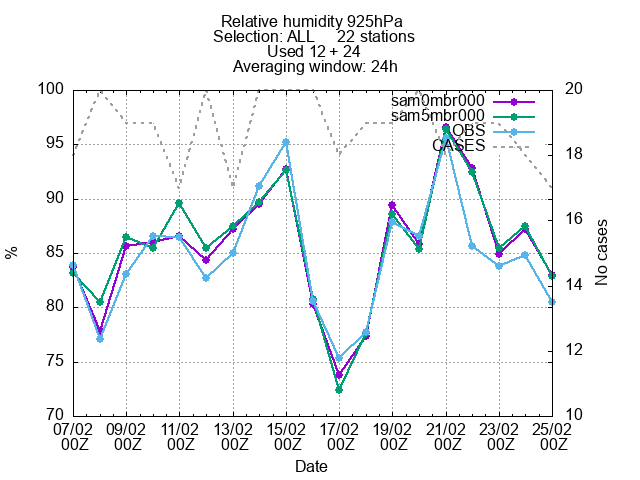 Relative humidity 925hPa
Selection: ALL 22 stations
Used 12 + 24
Averaging window: 24h
sam0mbr000
sam5mbr000
OBS
CASES
100
95
90
85
80
75
70
%
20
18
16
14
12
10
No cases
07/02 09/02 11/02 13/02 15/02 17/02 19/02 21/02 23/02 25/02
00Z 00Z 00Z 00Z 00Z 00Z 00Z 00Z 00Z 00Z
Date